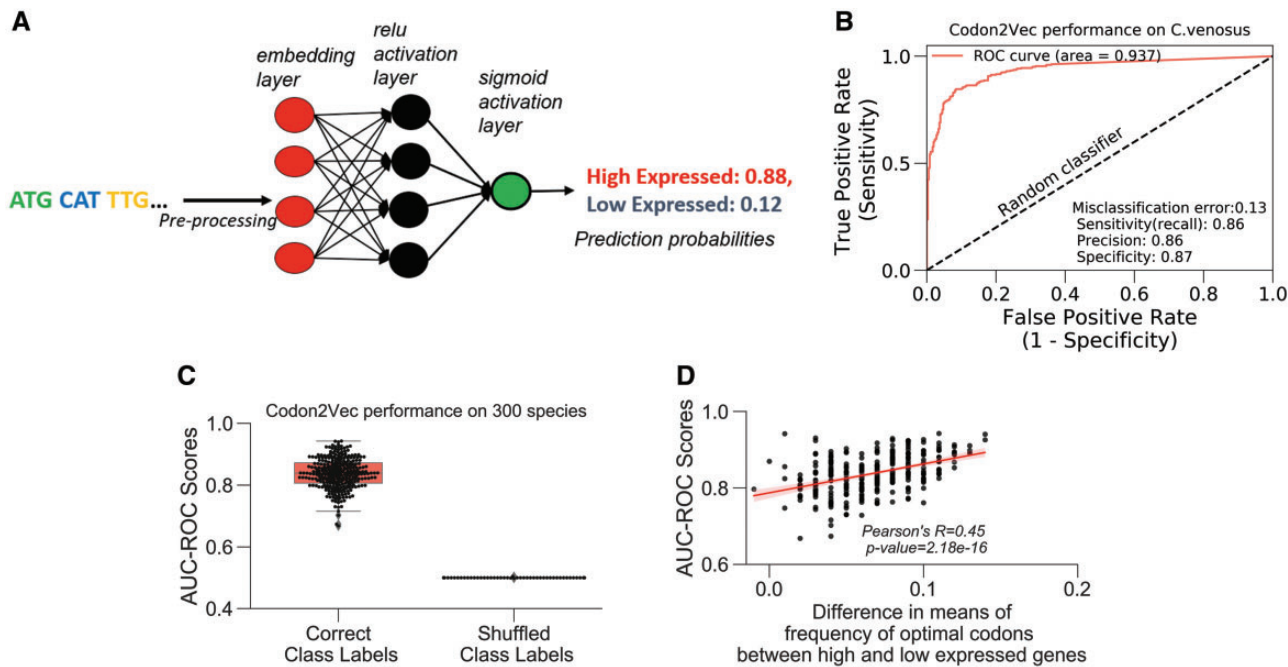 A
embedding
layer
relu
activation
layer
sigmoid
activation
layer
ATG CAT TTG...
Pre-processing
High Expressed: 0.88,
Low Expressed: 0.12
Prediction probabilities
B
Codon2Vec performance on C.venosus
ROC curve (area = 0.937)
True Positive Rate
(Sensitivity)
1.0
0.5
0.0
Random classifier
Misclassification error:0.13
Sensitivity(recall): 0.86
Precision: 0.86
Specificity: 0.87
0.0 0.2 0.4 0.6 0.8 1.0
False Positive Rate
(1 - Specificity)
C
Codon2Vec performance on 300 species
AUC-ROC Scores
1.0
0.8
0.6
0.4
Correct
Class Labels
Shuffled
Class Labels
D
AUC-ROC Scores
1.0
0.8
0.6
Pearson's R=0.45
p-value=2.18e-16
0.0 0.1 0.2
Difference in means of
frequency of optimal codons
between high and low expressed genes